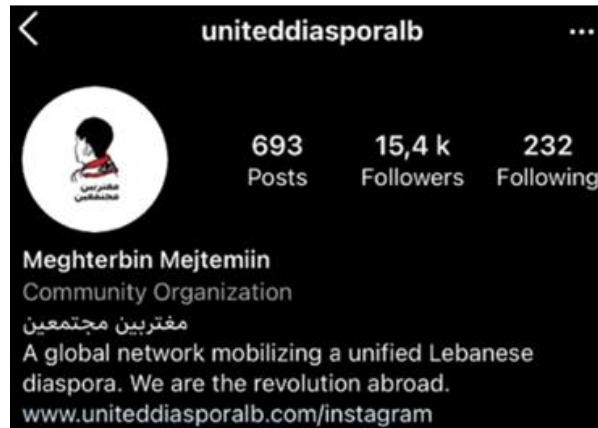 uniteddiasporalb
693 15,4 k 232
Posts Followers Following
مغتربين
مجتمعين
Meghterbin Mejtemiin
Community Organization
مغتربين مجتمعين
A global network mobilizing a unified Lebanese
diaspora. We are the revolution abroad.
www.uniteddiasporalb.com/instagram